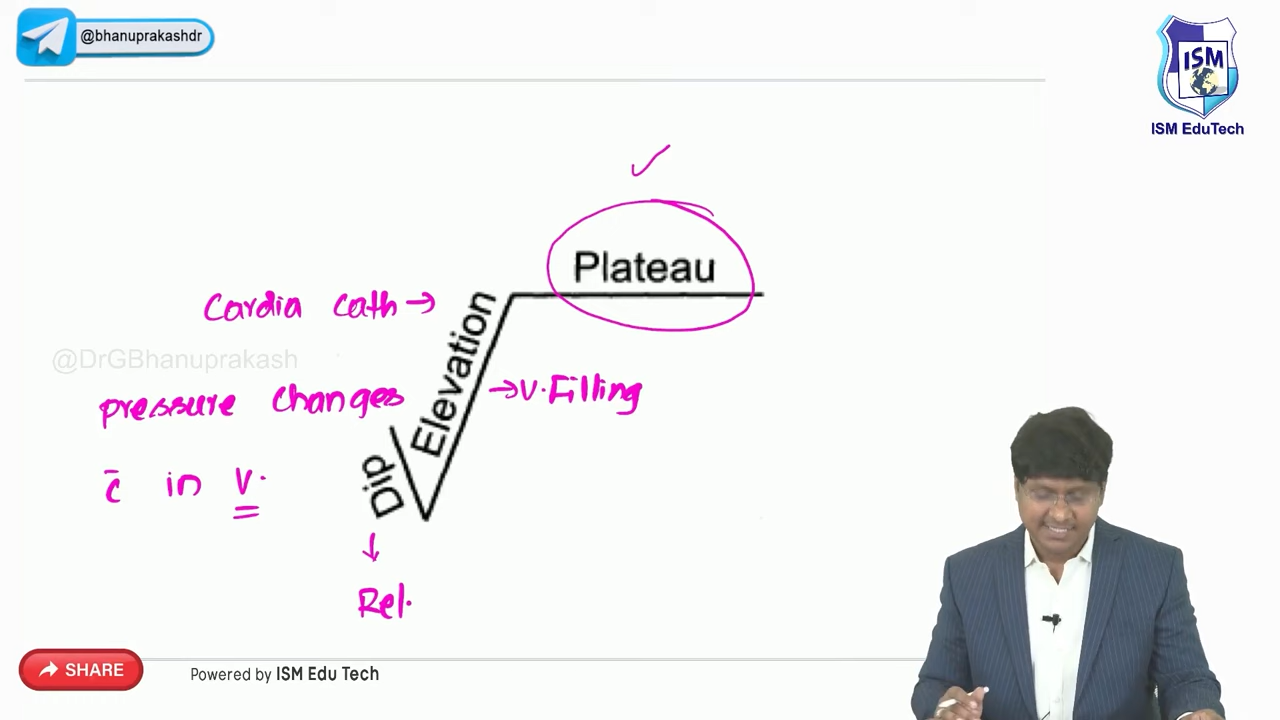 @bhanuprakashdr
ISM
ISM EduTech
Plateau
Cardia cath →
Elevation
@DrGBhanuprakash
pressure changes
→ V. Filling
Dip
c̄ in V.
↓
Rel.
SHARE
Powered by ISM Edu Tech